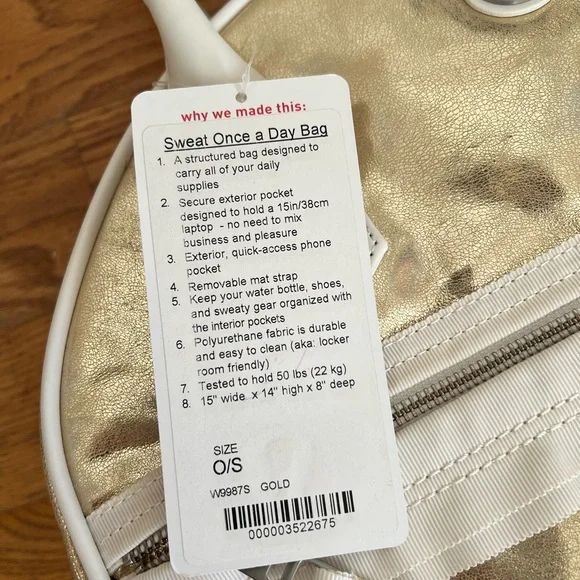 why we made this:
Sweat Once a Day Bag
1. A structured bag designed to
carry all of your daily
supplies
2. Secure exterior pocket
designed to hold a 15in/38cm
laptop - no need to mix
business and pleasure
3. Exterior, quick-access phone
pocket
4. Removable mat strap
5. Keep your water bottle, shoes,
and sweaty gear organized with
the interior pockets
6. Polyurethane fabric is durable
and easy to clean (aka: locker
room friendly)
7. Tested to hold 50 lbs (22 kg)
8. 15" wide x 14" high x 8" deep
SIZE
O/S
W9987S GOLD
000003522675